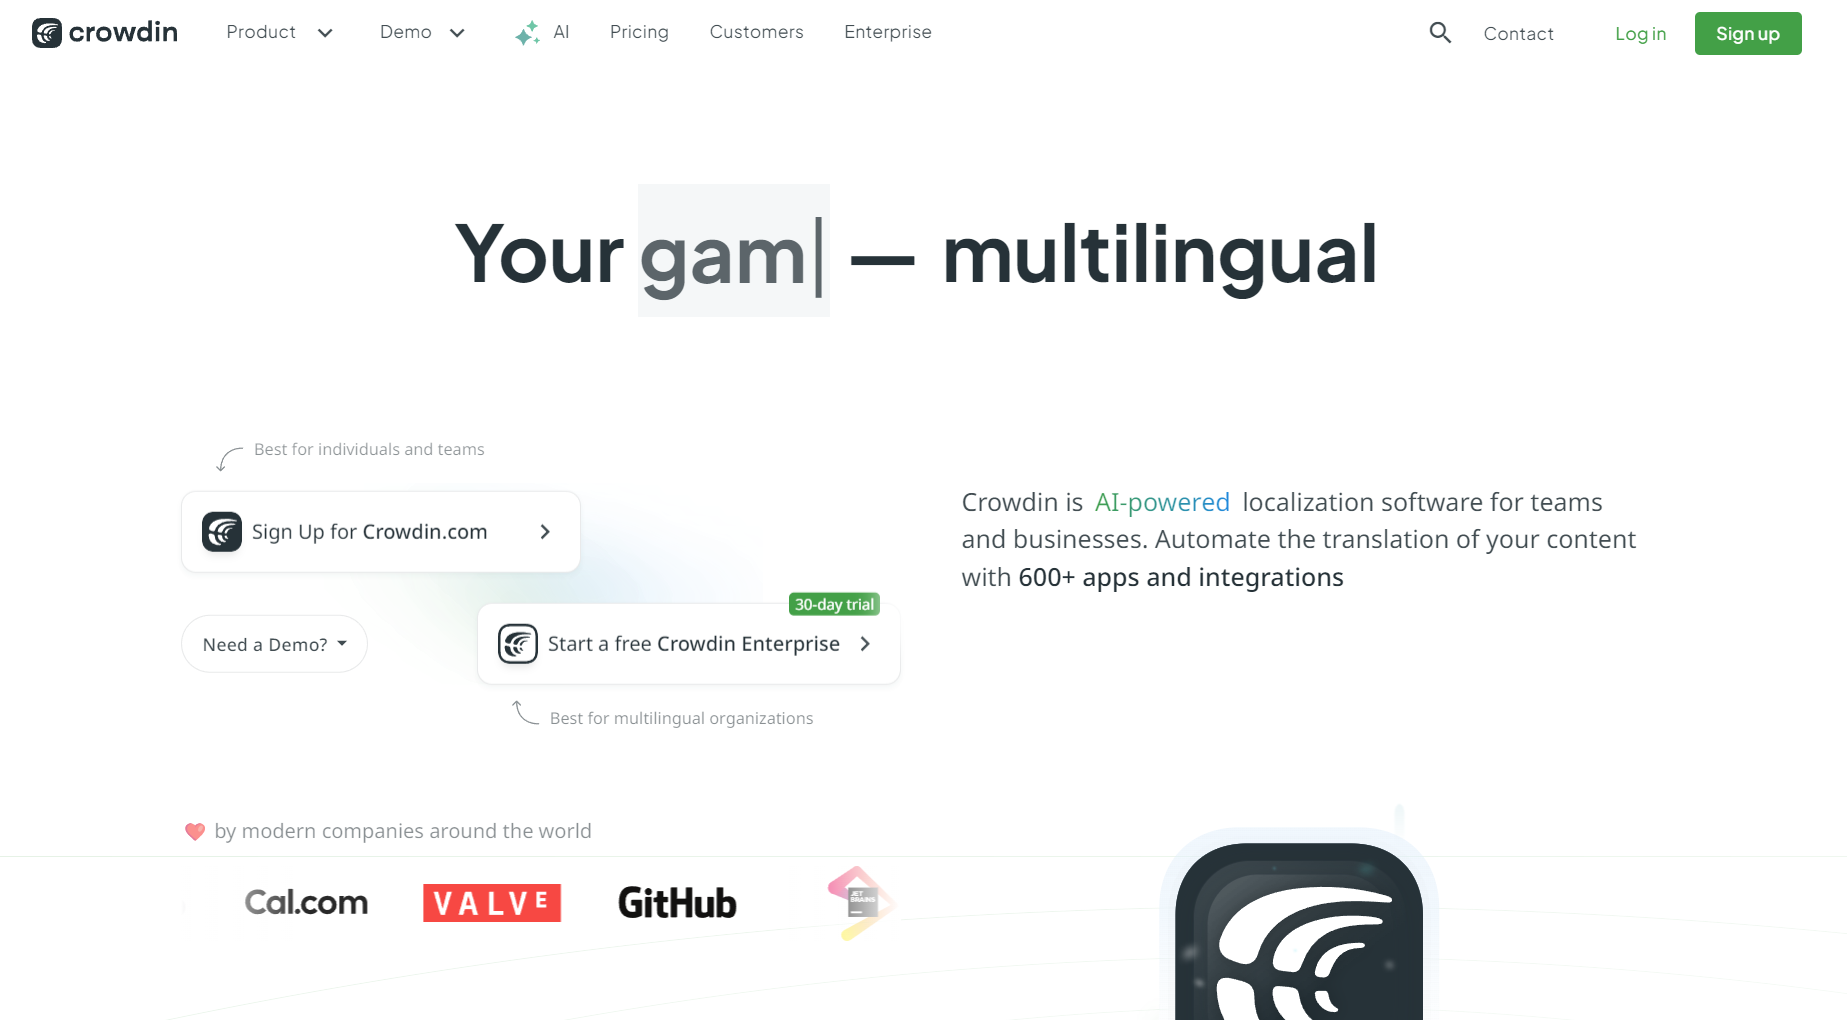 crowdin
Product
Demo
AI
Pricing
Customers
Enterprise
Contact
Log in
Sign up
Your gam — multilingual
Best for individuals and teams
Sign Up for Crowdin.com
Need a Demo?
30-day trial
Start a free Crowdin Enterprise
Best for multilingual organizations
Crowdin is AI-powered localization software for teams
and businesses. Automate the translation of your content
with 600+ apps and integrations
by modern companies around the world
Cal.com
VALVE
GitHub
JET
BRAINS